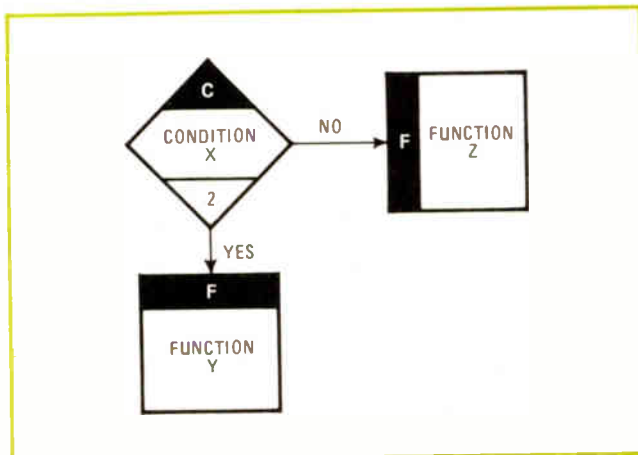 C
CONDITION
X
2
NO
F
FUNCTION
Z
YES
F
FUNCTION
Y